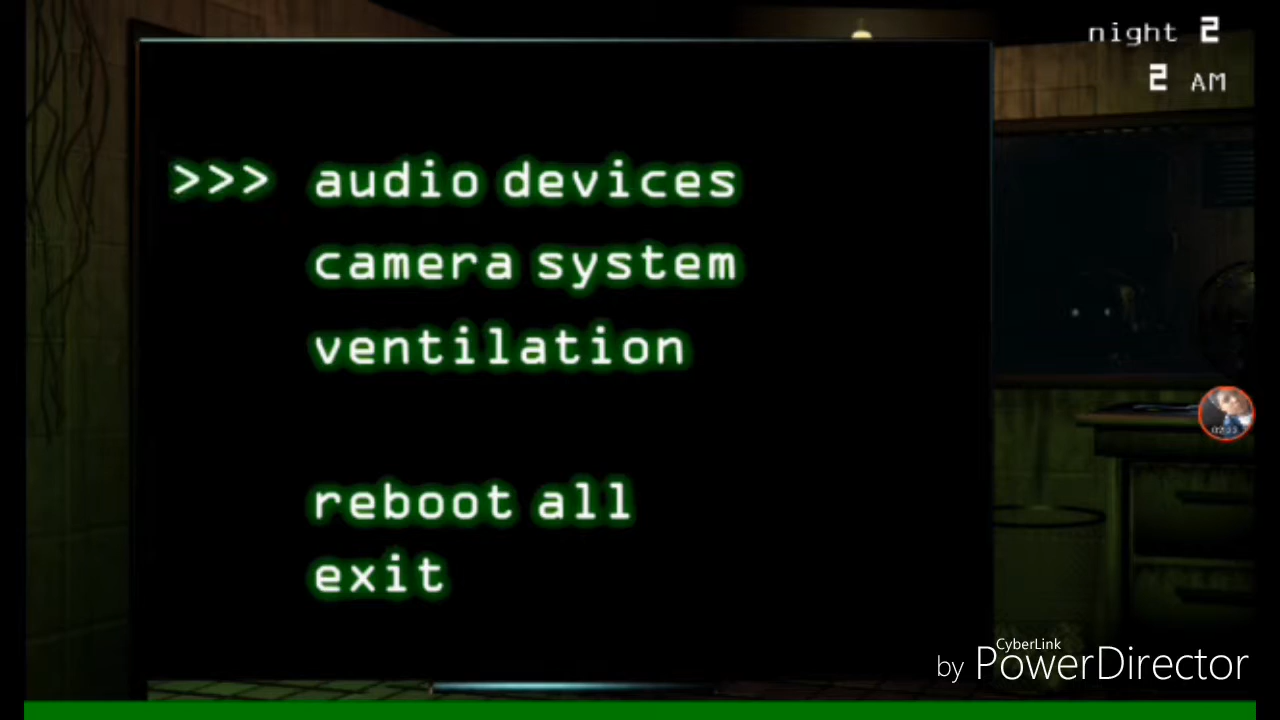 night 2
2 AM
>>> audio devices
camera system
ventilation
reboot all
exit
CyberLink
by PowerDirector